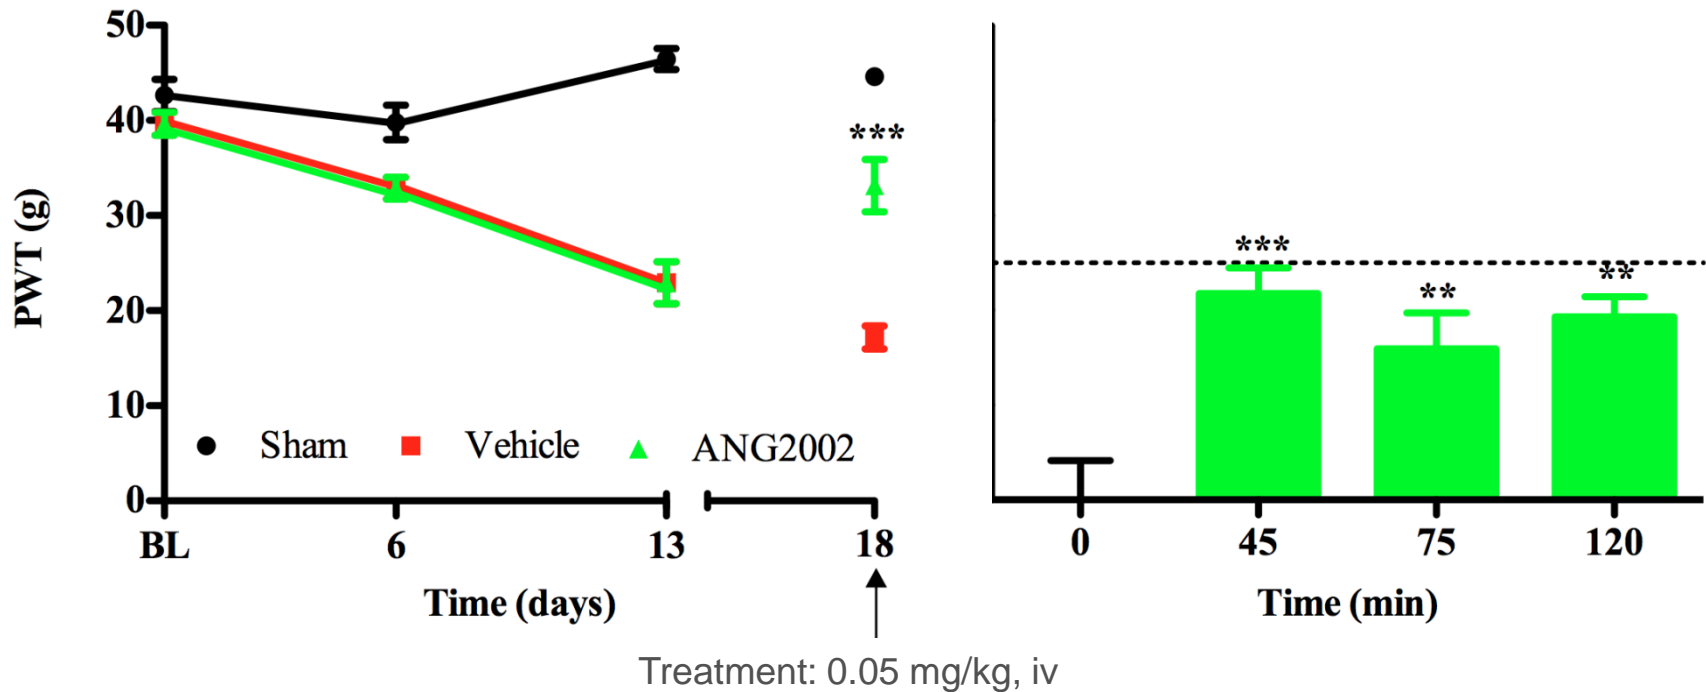 50
40
30
20
10
0
PWT (g)
***
Sham Vehicle ANG2002
BL 6 13 18
Time (days)
***
**
**
0 45 75 120
Time (min)
Treatment: 0.05 mg/kg, iv